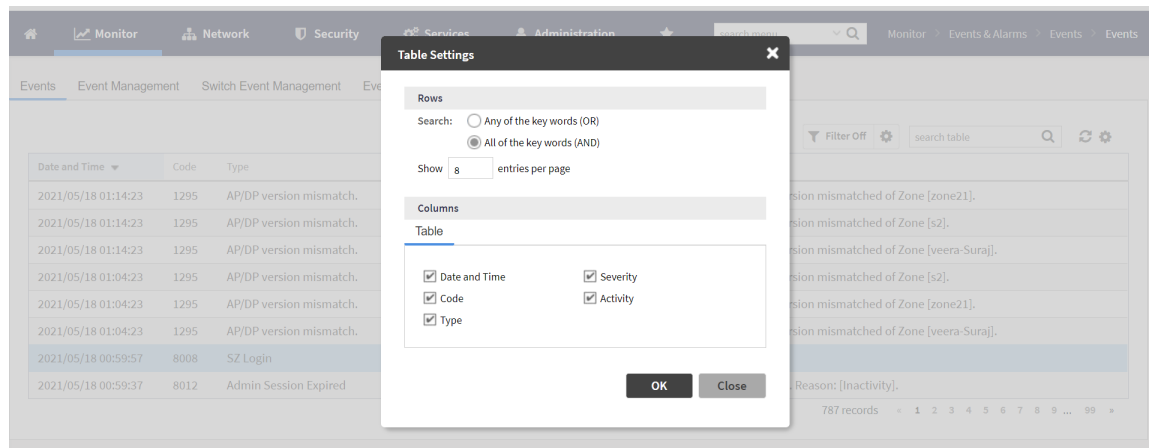 Monitor Network Security Services Administration search menu Monitor > Events & Alarms > Events > Events
Table Settings
Events Event Management Switch Event Management Eve
Rows
Search: Any of the key words (OR)
All of the key words (AND)
Filter Off search table
Show 8 entries per page
Date and Time Code Type
2021/05/18 01:14:23 1295 AP/DP version mismatch. rsion mismatched of Zone [zone21].
Columns
2021/05/18 01:14:23 1295 AP/DP version mismatch. rsion mismatched of Zone [s2].
Table
2021/05/18 01:14:23 1295 AP/DP version mismatch. rsion mismatched of Zone [veera-Suraj].
Date and Time Severity
2021/05/18 01:04:23 1295 AP/DP version mismatch. rsion mismatched of Zone [s2].
Code Activity
2021/05/18 01:04:23 1295 AP/DP version mismatch. rsion mismatched of Zone [zone21].
Type
2021/05/18 01:04:23 1295 AP/DP version mismatch. rsion mismatched of Zone [veera-Suraj].
2021/05/18 00:59:57 8008 SZ Login
2021/05/18 00:59:37 8012 Admin Session Expired . Reason: [Inactivity].
OK Close
787 records « 1 2 3 4 5 6 7 8 9 ... 99 »